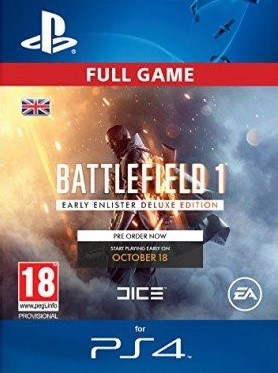 FULL GAME
BATTLEFIELD 1
EARLY ENLISTER DELUXE EDITION
PRE ORDER NOW
START PLAYING EARLY ON
OCTOBER 18
18
www.pegi.info
PROVISIONAL
DICE
EA
for
PS4